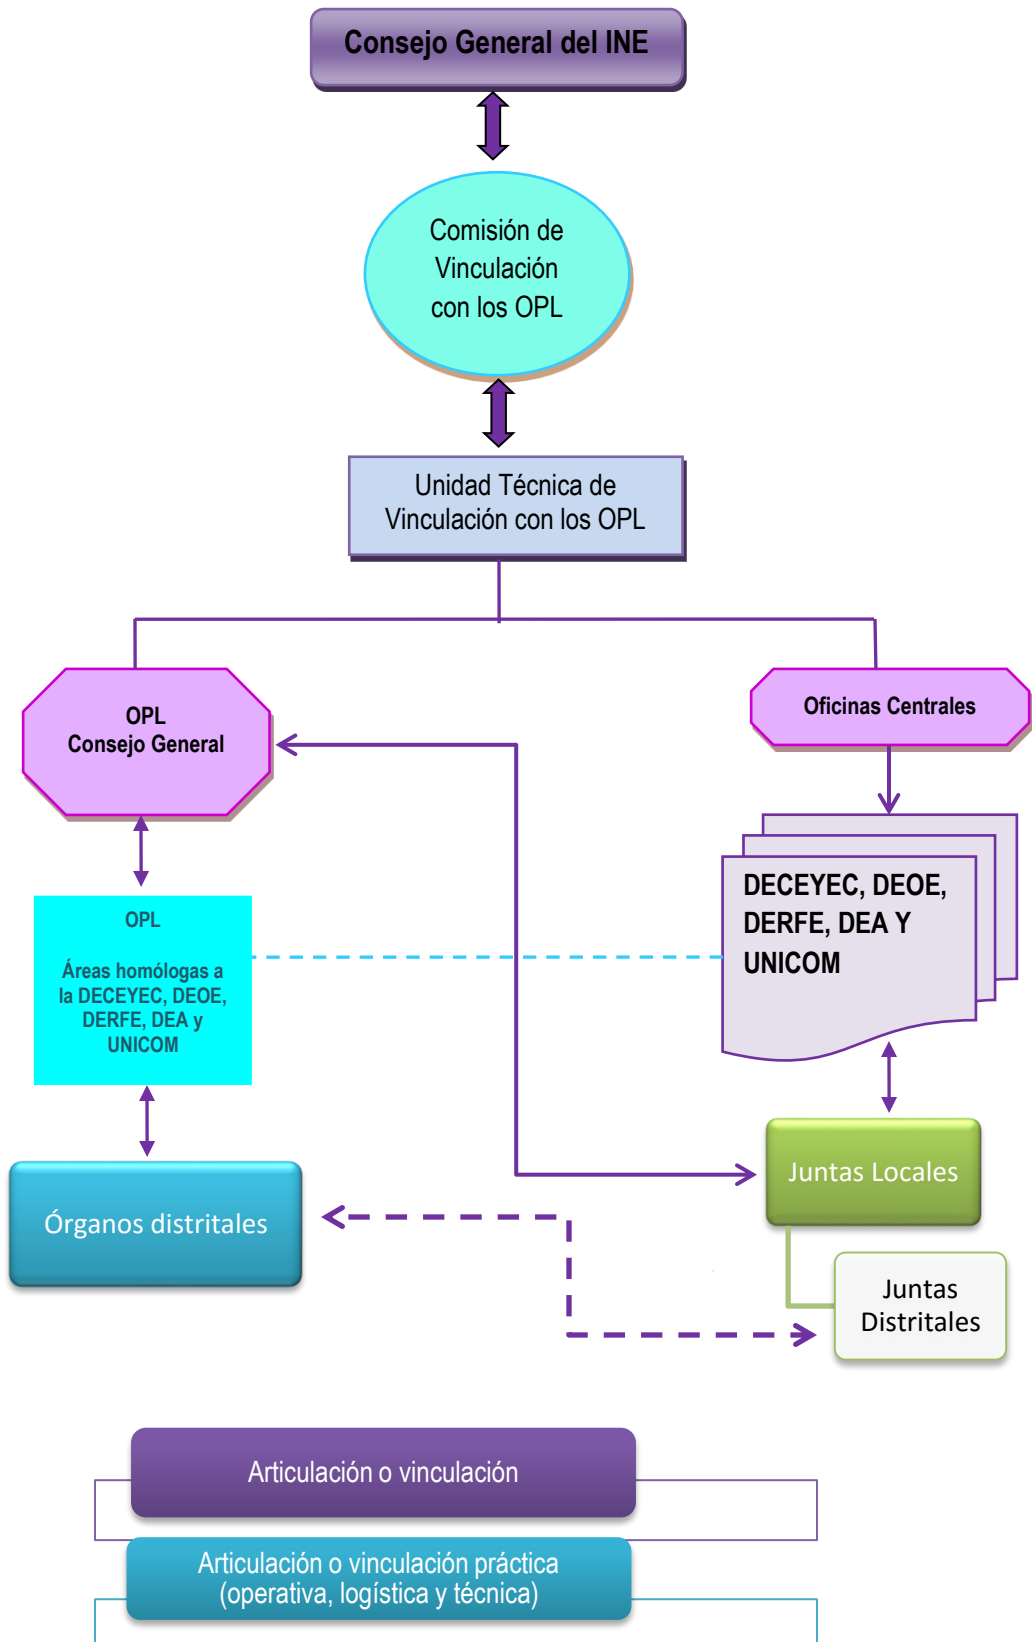 Consejo General del INE
Comisión de
Vinculación
con los OPL
Unidad Técnica de
Vinculación con los OPL
OPL
Consejo General
Oficinas Centrales
OPL
Áreas homólogas a
la DECEYEC, DEOE,
DERFE, DEA y
UNICOM
DECEYEC, DEOE,
DERFE, DEA Y
UNICOM
Órganos distritales
Juntas Locales
Juntas
Distritales
Articulación o vinculación
Articulación o vinculación práctica
(operativa, logística y técnica)